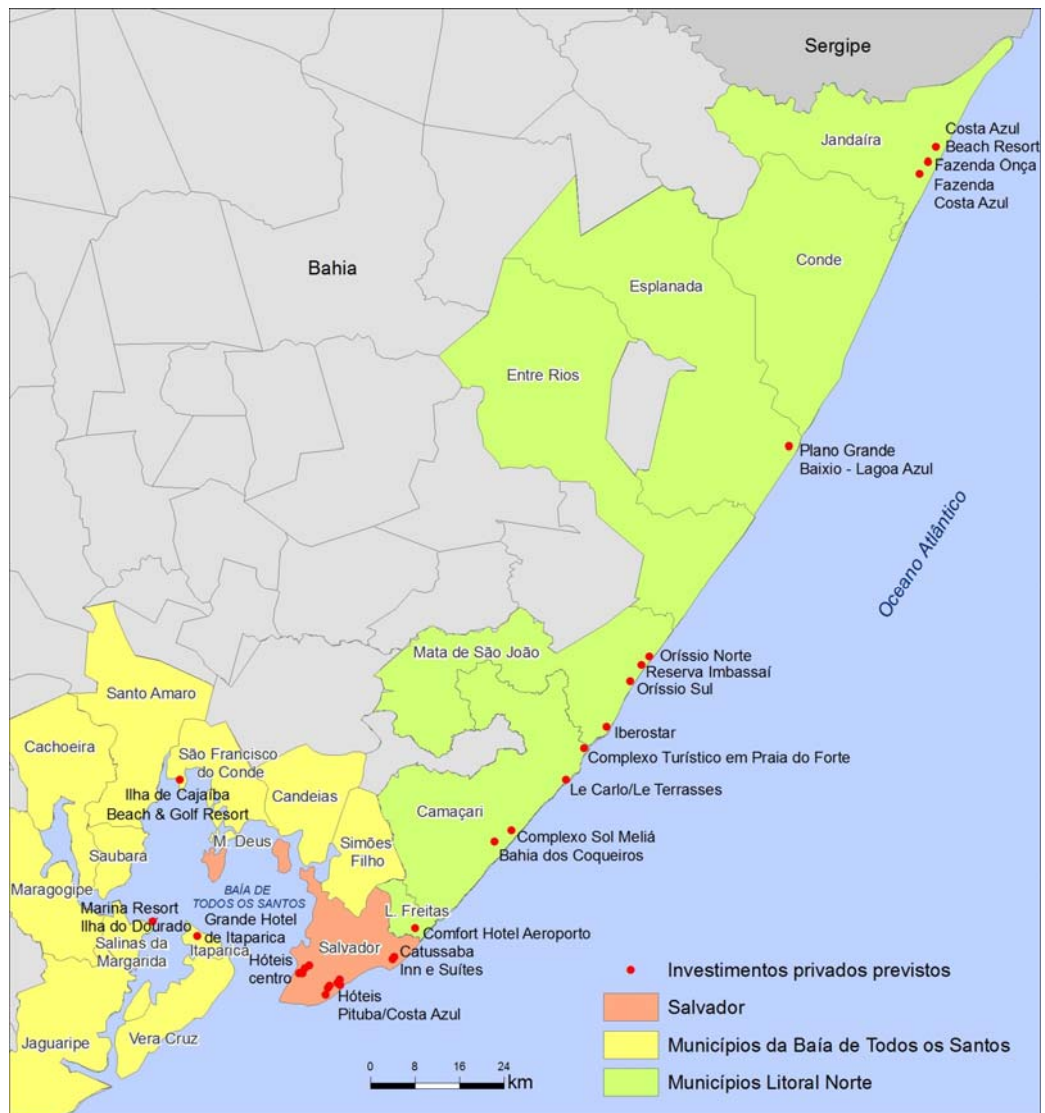 Sergipe
Jandaíra
Costa Azul
Beach Resort
Fazenda Onça
Fazenda
Costa Azul
Conde
Bahia
Esplanada
Entre Rios
Plano Grande
Baixio - Lagoa Azul
Oceano Atlântico
Mata de São João
Oríssio Norte
Reserva Imbassaí
Oríssio Sul
Santo Amaro
Iberostar
Cachoeira
São Francisco
do Conde
Complexo Turístico em Praia do Forte
Ilha de Cajaíba
Beach & Golf Resort
Candeias
Le Carlo/Le Terrasses
Camaçari
M. Deus
Simões
Filho
Complexo Sol Meliá
Bahia dos Coqueiros
Saubara
Maragogipe
BAÍA DE
TODOS OS SANTOS
Marina Resort
Ilha do Dourado
Grande Hotel
de Itaparica
L. Freitas
Comfort Hotel Aeroporto
Salinas da
Margarida
Itaparica
Hóteis
centro
Salvador
Catussaba
Inn e Suítes
Hóteis
Pituba/Costa Azul
Jaguaripe
Vera Cruz
Investimentos privados previstos
Salvador
Municípios da Baía de Todos os Santos
Municípios Litoral Norte
0 8 16 24
km